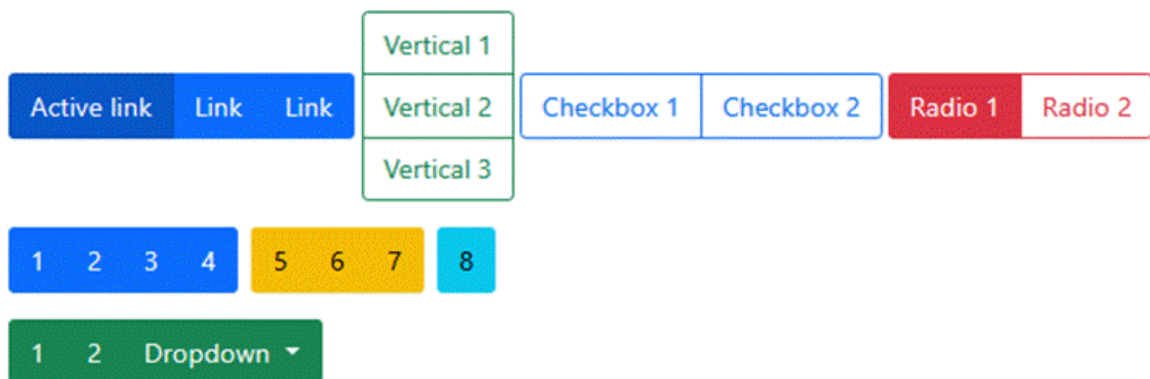 Vertical 1
Active link Link Link Vertical 2 Checkbox 1 Checkbox 2 Radio 1 Radio 2
Vertical 3
1 2 3 4 5 6 7 8
1 2 Dropdown